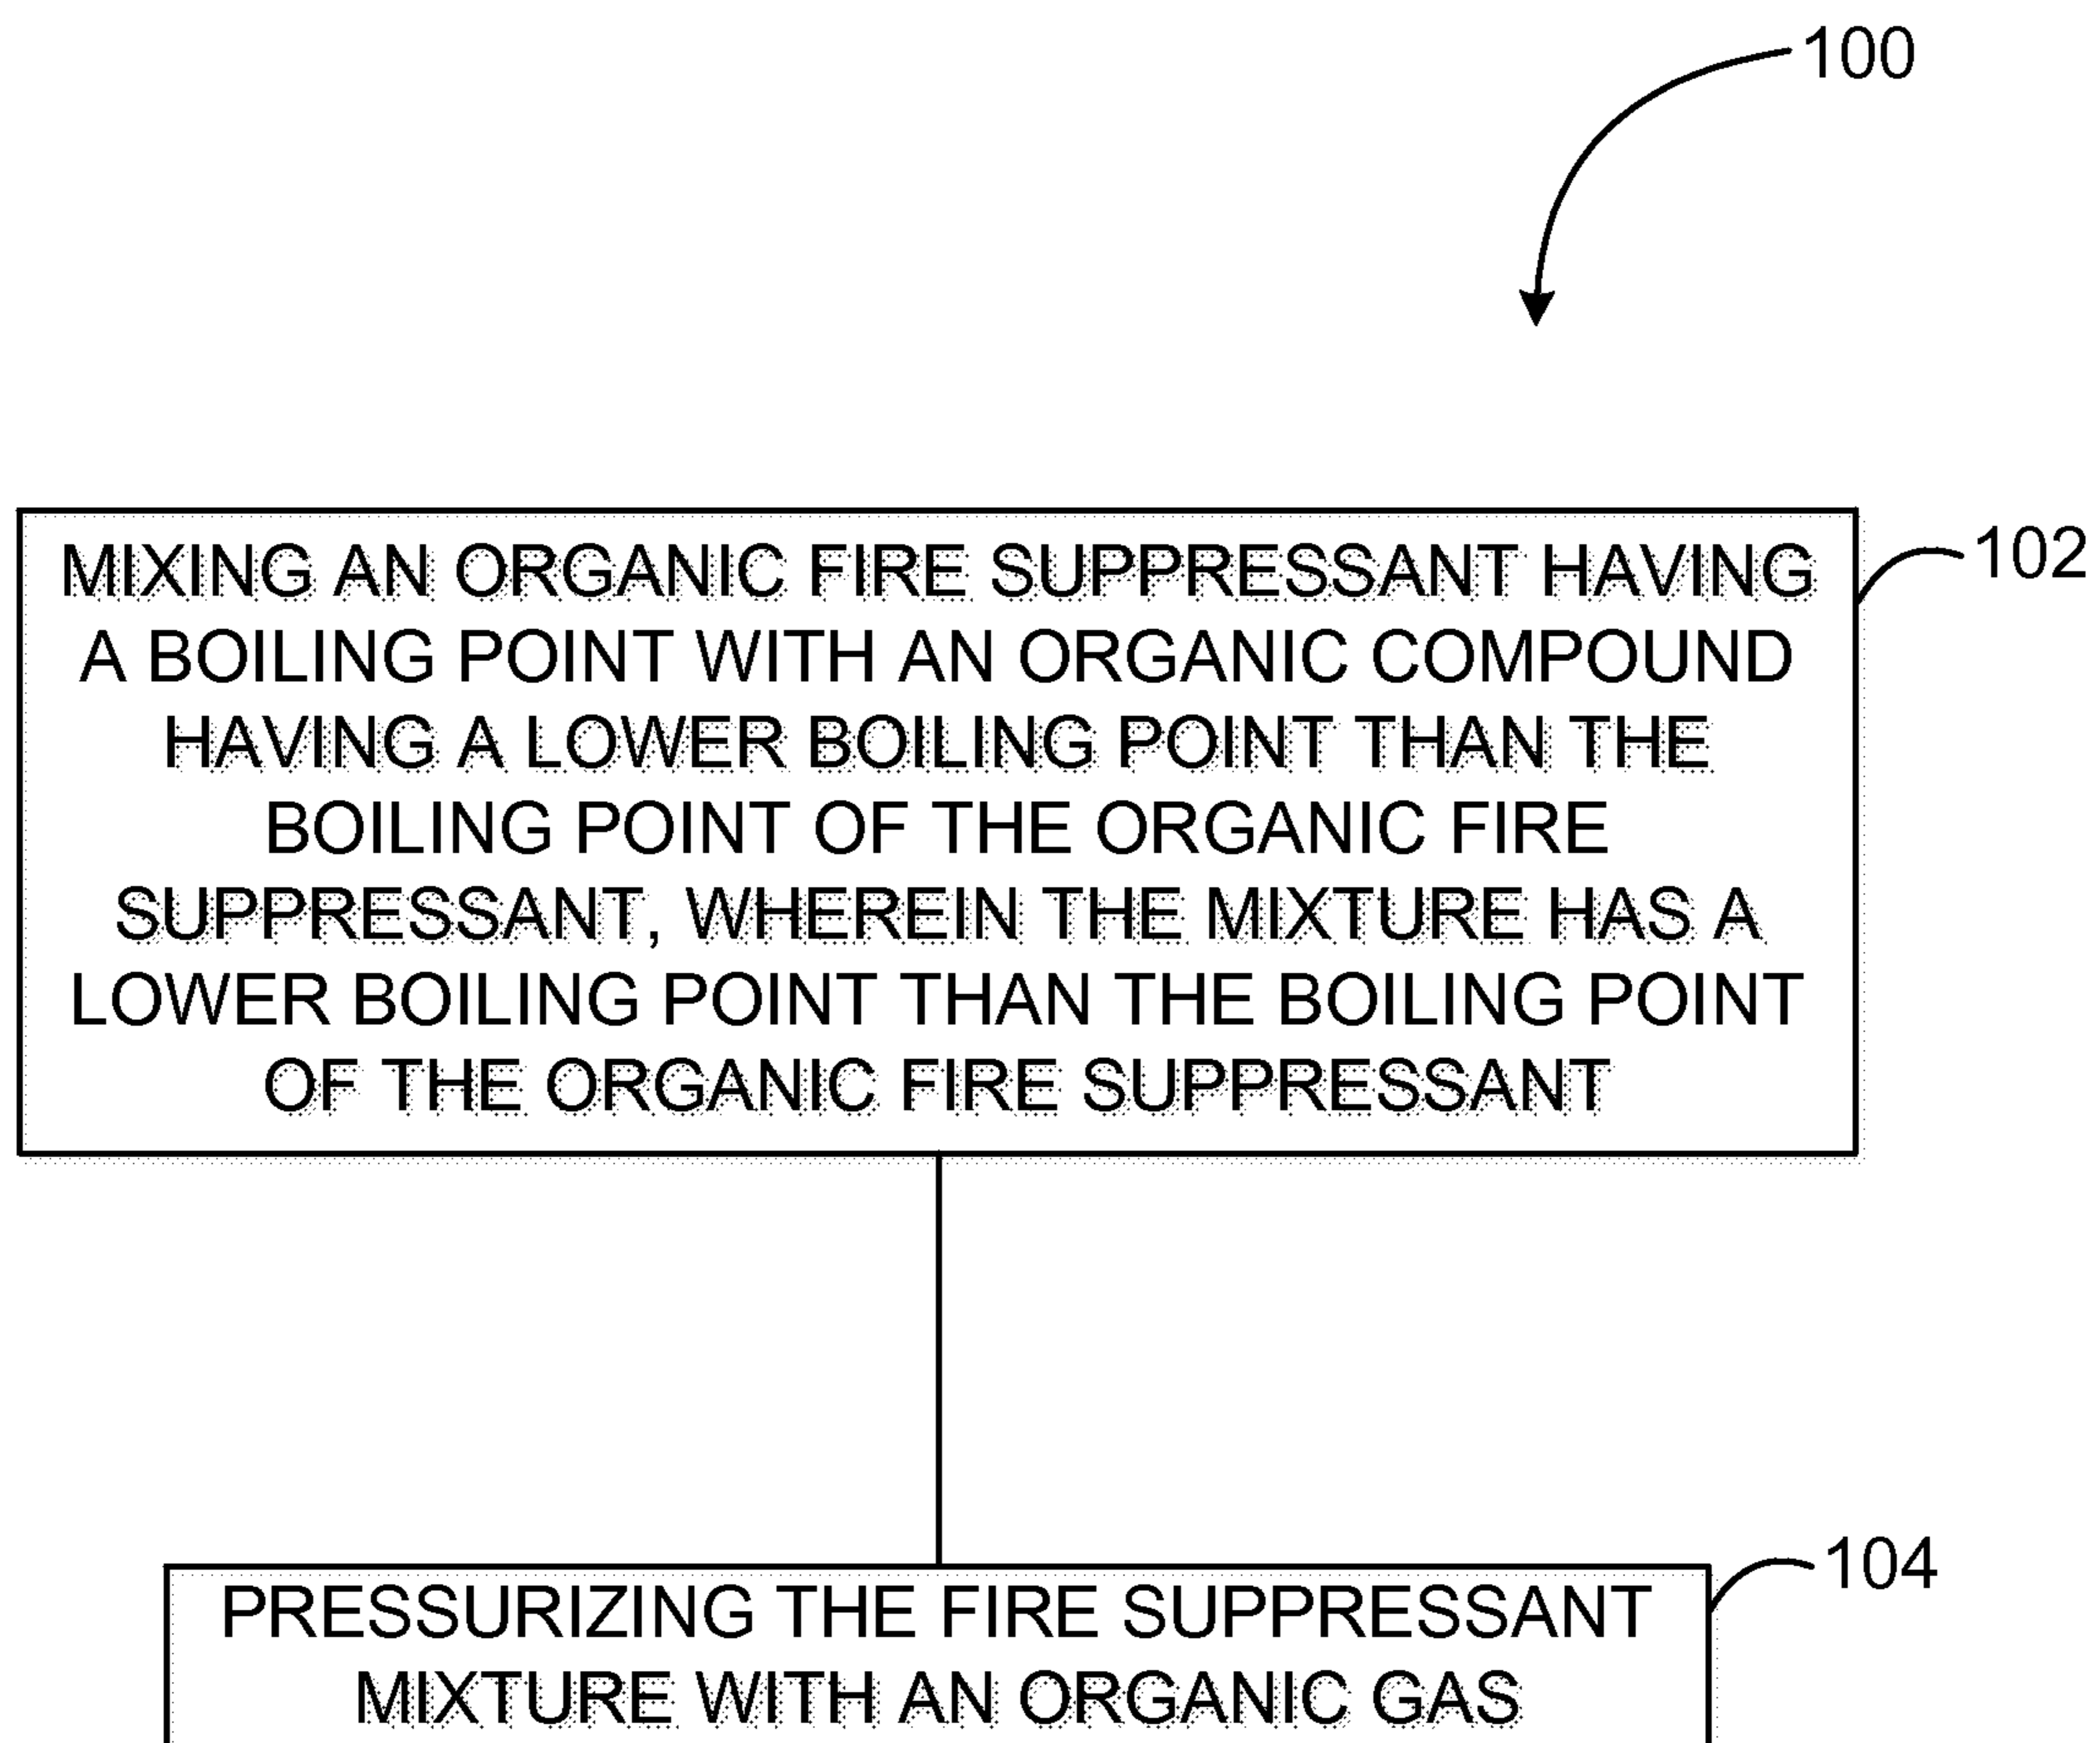 100
MIXING AN ORGANIC FIRE SUPPRESSANT HAVING
102
A BOILING POINT WITH AN ORGANIC COMPOUND
HAVING A LOWER BOILING POINT THAN THE
BOILING POINT OF THE ORGANIC FIRE
SUPPRESSANT, WHEREIN THE MIXTURE HAS A
LOWER BOILING POINT THAN THE BOILING POINT
OF THE ORGANIC FIRE SUPPRESSANT
104
PRESSURIZING THE FIRE SUPPRESSANT
MIXTURE WITH AN ORGANIC GAS